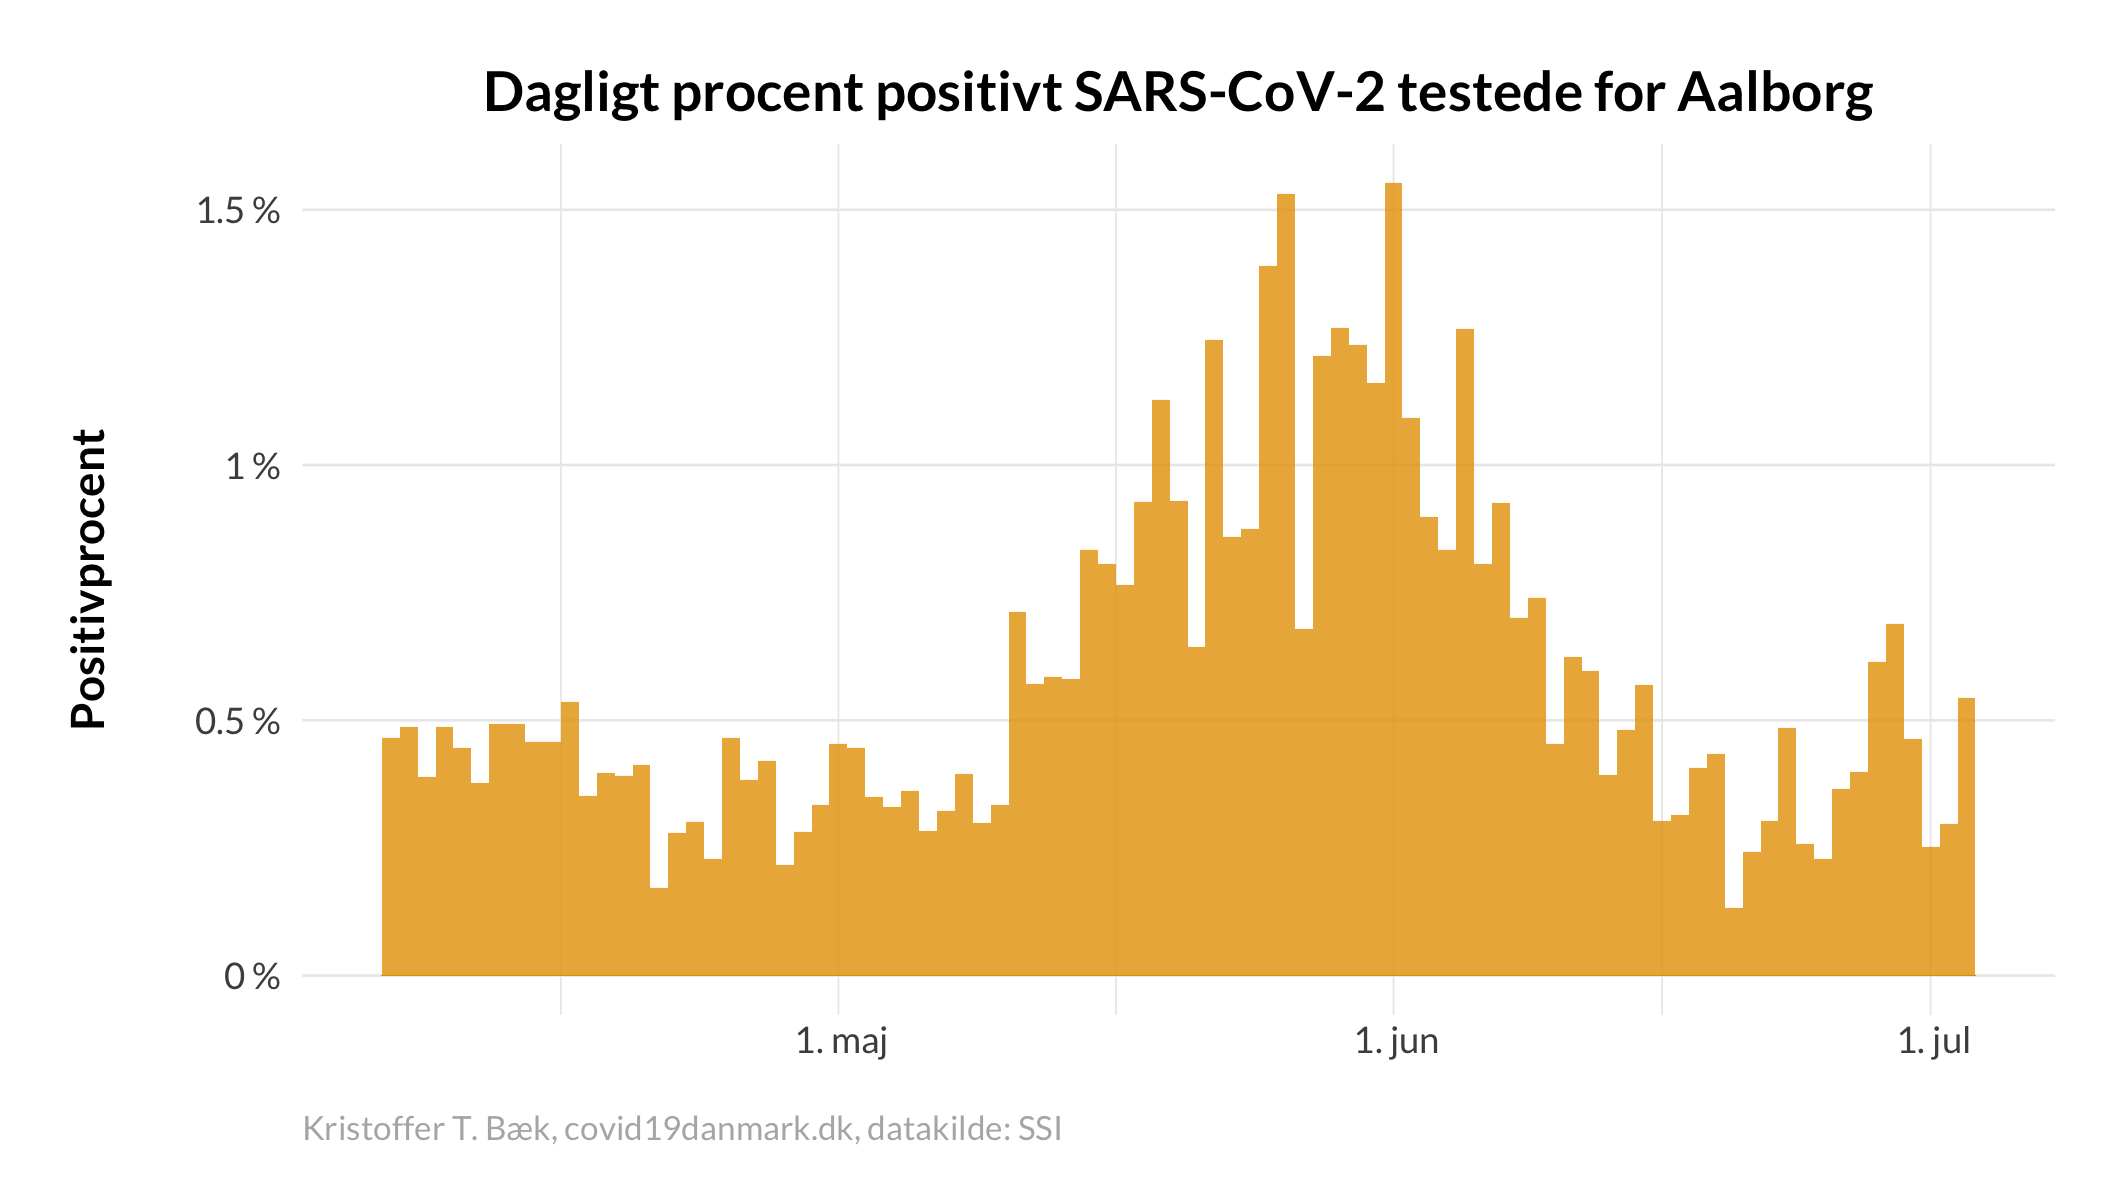 Dagligt procent positivt SARS-CoV-2 testede for Aalborg
Positivprocent
1.5 %
1 %
0.5 %
0 %
1. maj
1. jun
1. jul
Kristoffer T. Bæk, covid19danmark.dk, datakilde: SSI